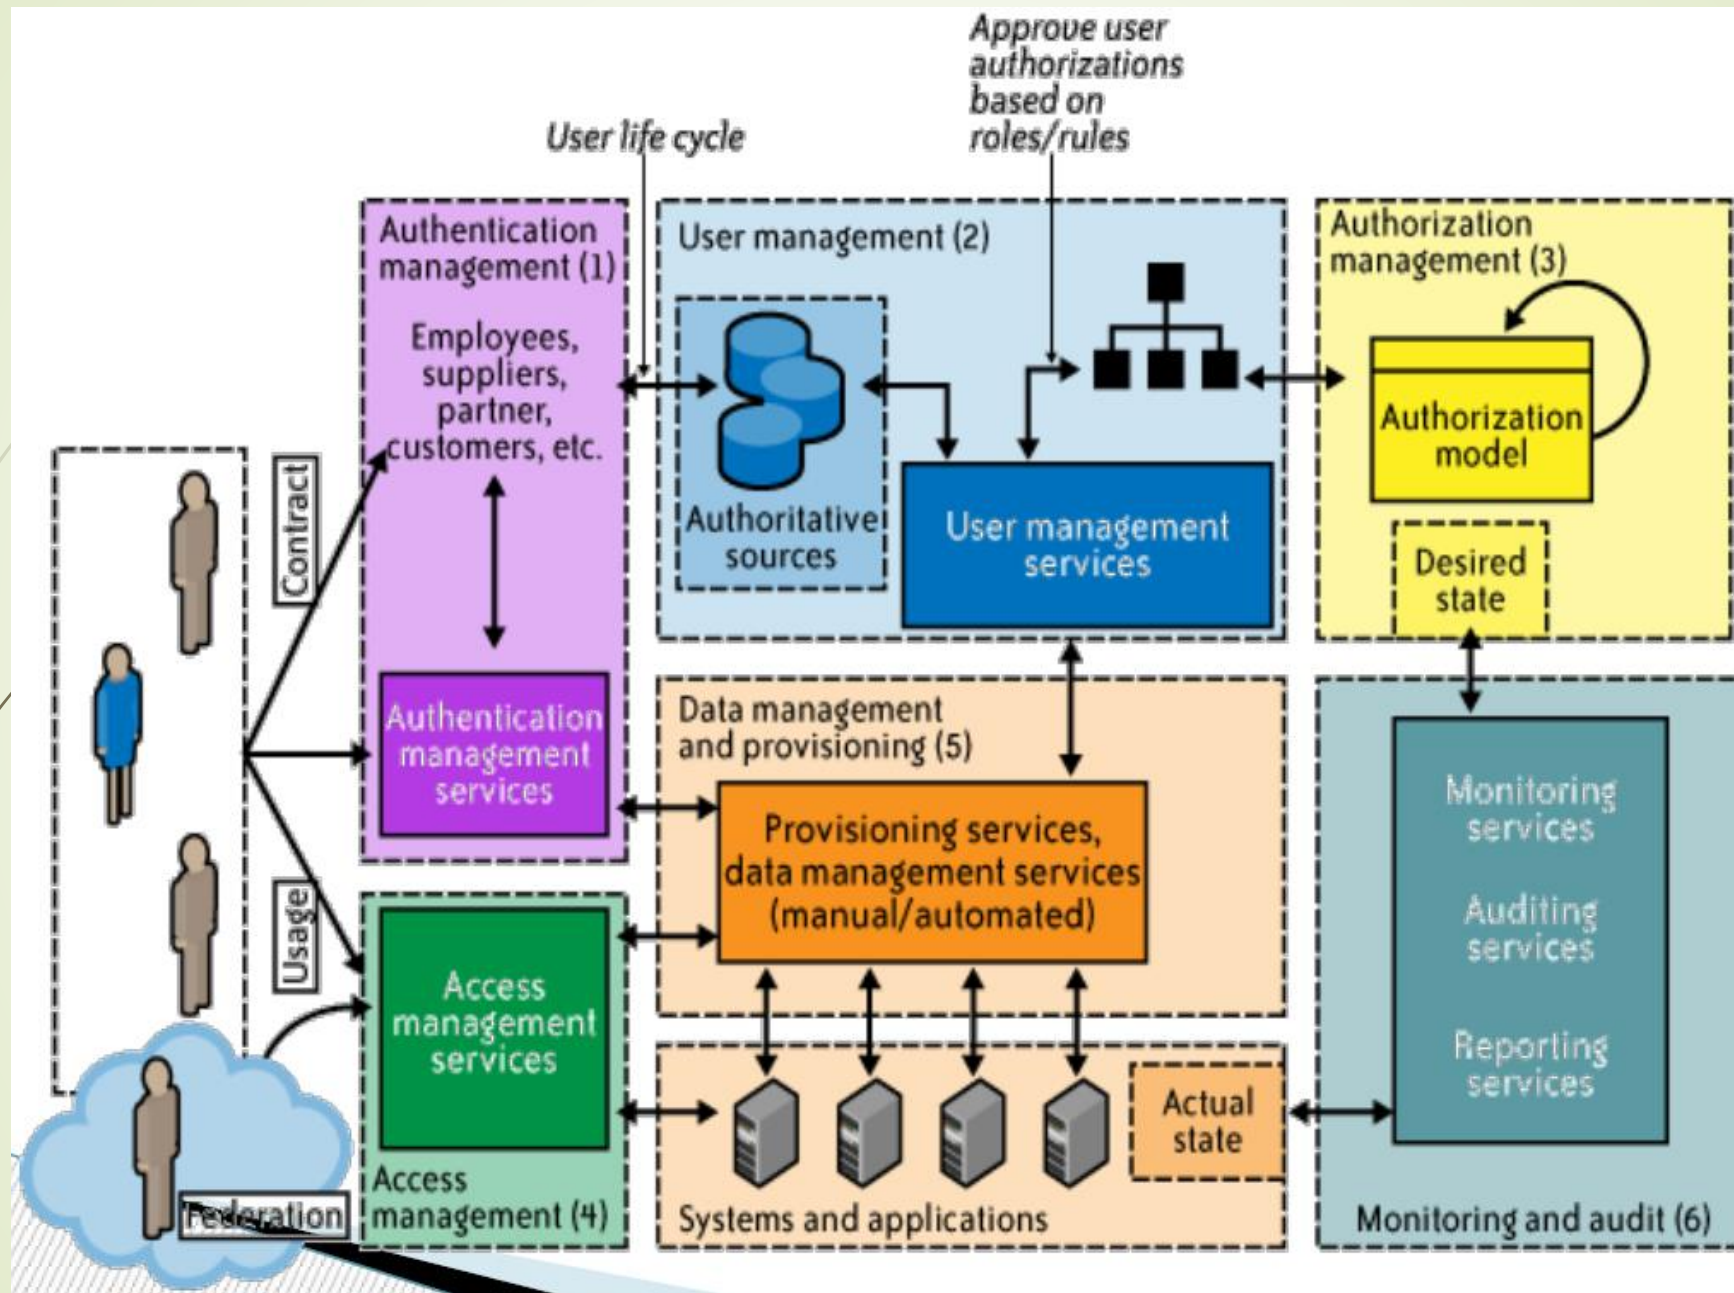 Approve user
authorizations
based on
roles/rules
User life cycle
Authentication
management (1)
Employees,
suppliers,
partner,
customers, etc.
Authentication
management
services
User management (2)
Authoritative
sources
User management
services
Authorization
management (3)
Authorization
model
Desired
state
Contract
Usage
Federation
Access
management
services
Access
management (4)
Data management
and provisioning (5)
Provisioning services,
data management services
(manual/automated)
Actual
state
Systems and applications
Monitoring
services
Auditing
services
Reporting
services
Monitoring and audit (6)